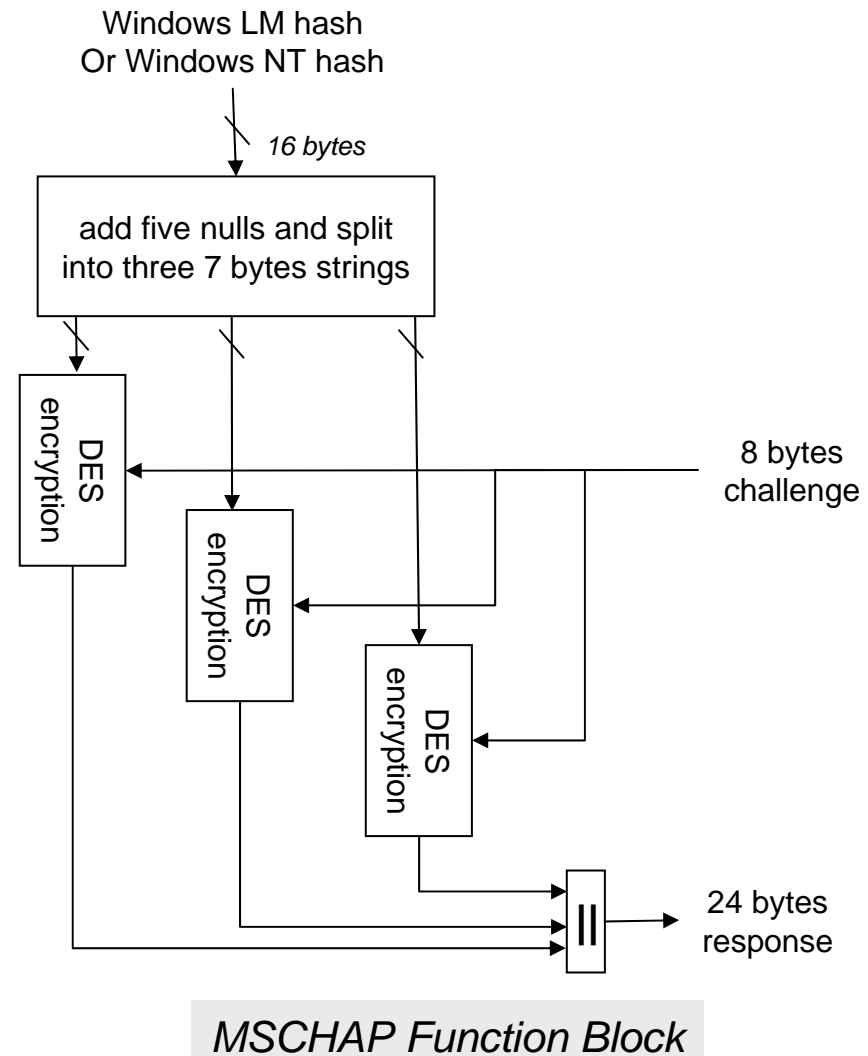 Windows LM hash
Or Windows NT hash
16 bytes
add five nulls and split
into three 7 bytes strings
DES
encryption
8 bytes
challenge
DES
encryption
DES
encryption
||
24 bytes
response
MSCHAP Function Block